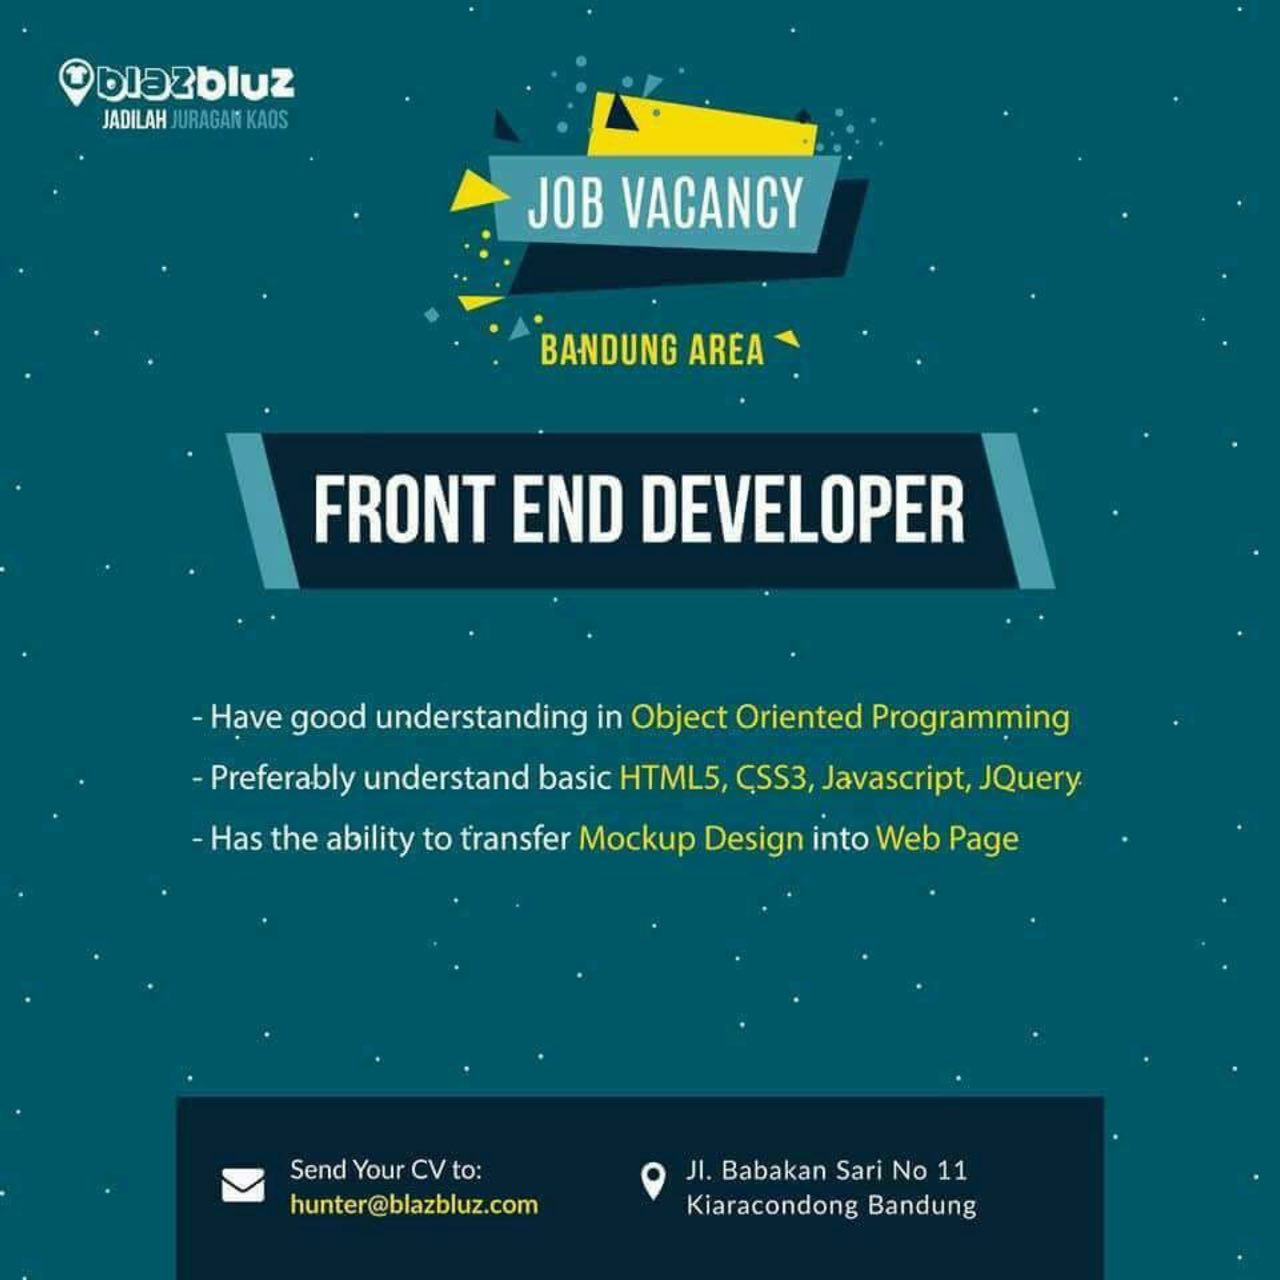 blazbluz
JADILAH JURAGAN KAOS
JOB VACANCY
BANDUNG AREA
FRONT END DEVELOPER
- Have good understanding in Object Oriented Programming
- Preferably understand basic HTML5, CSS3, Javascript, JQuery
- Has the ability to transfer Mockup Design into Web Page
Send Your CV to:
hunter@blazbluz.com
Jl. Babakan Sari No 11
Kiaracondong Bandung